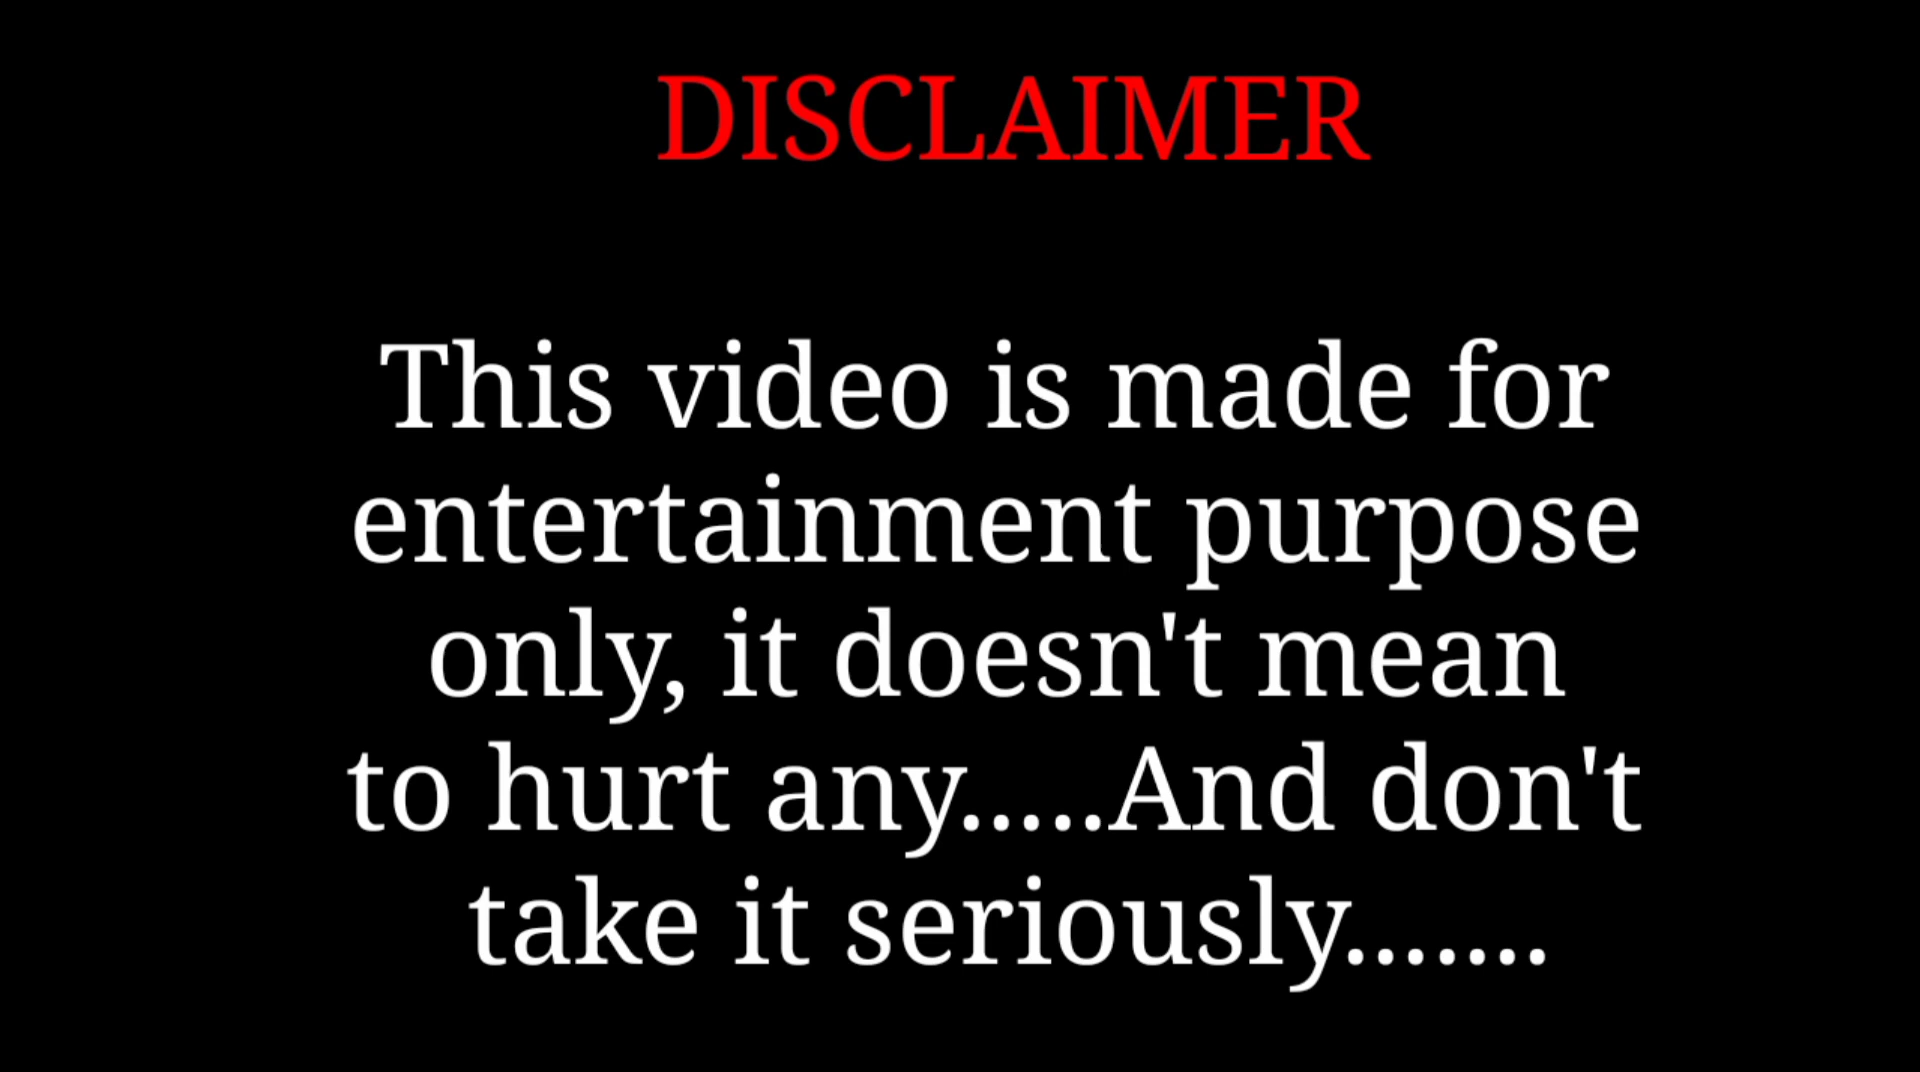 DISCLAIMER
This video is made for
entertainment purpose
only, it doesn't mean
to hurt any.....And don't
take it seriously.......